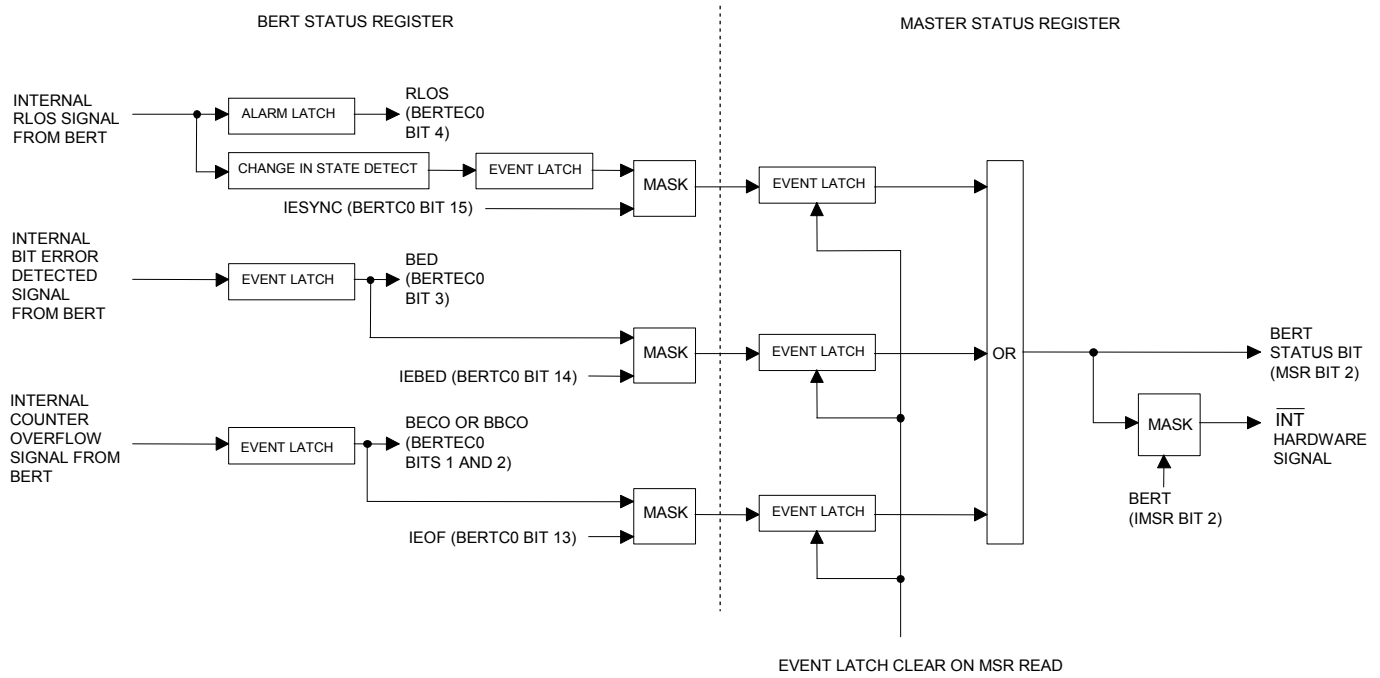 BERT STATUS REGISTER
MASTER STATUS REGISTER
INTERNAL
RLOS SIGNAL
FROM BERT
ALARM LATCH
RLOS
(BERTEC0
BIT 4)
CHANGE IN STATE DETECT
EVENT LATCH
MASK
EVENT LATCH
IESYNC (BERTC0 BIT 15)
INTERNAL
BIT ERROR
DETECTED
SIGNAL
FROM BERT
EVENT LATCH
BED
(BERTEC0
BIT 3)
MASK
EVENT LATCH
OR
IEBED (BERTC0 BIT 14)
BERT
STATUS BIT
(MSR BIT 2)
INTERNAL
COUNTER
OVERFLOW
SIGNAL FROM
BERT
EVENT LATCH
BECO OR BBCO
(BERTEC0
BITS 1 AND 2)
MASK
INT
HARDWARE
SIGNAL
MASK
EVENT LATCH
BERT
(IMSR BIT 2)
IEOF (BERTC0 BIT 13)
EVENT LATCH CLEAR ON MSR READ